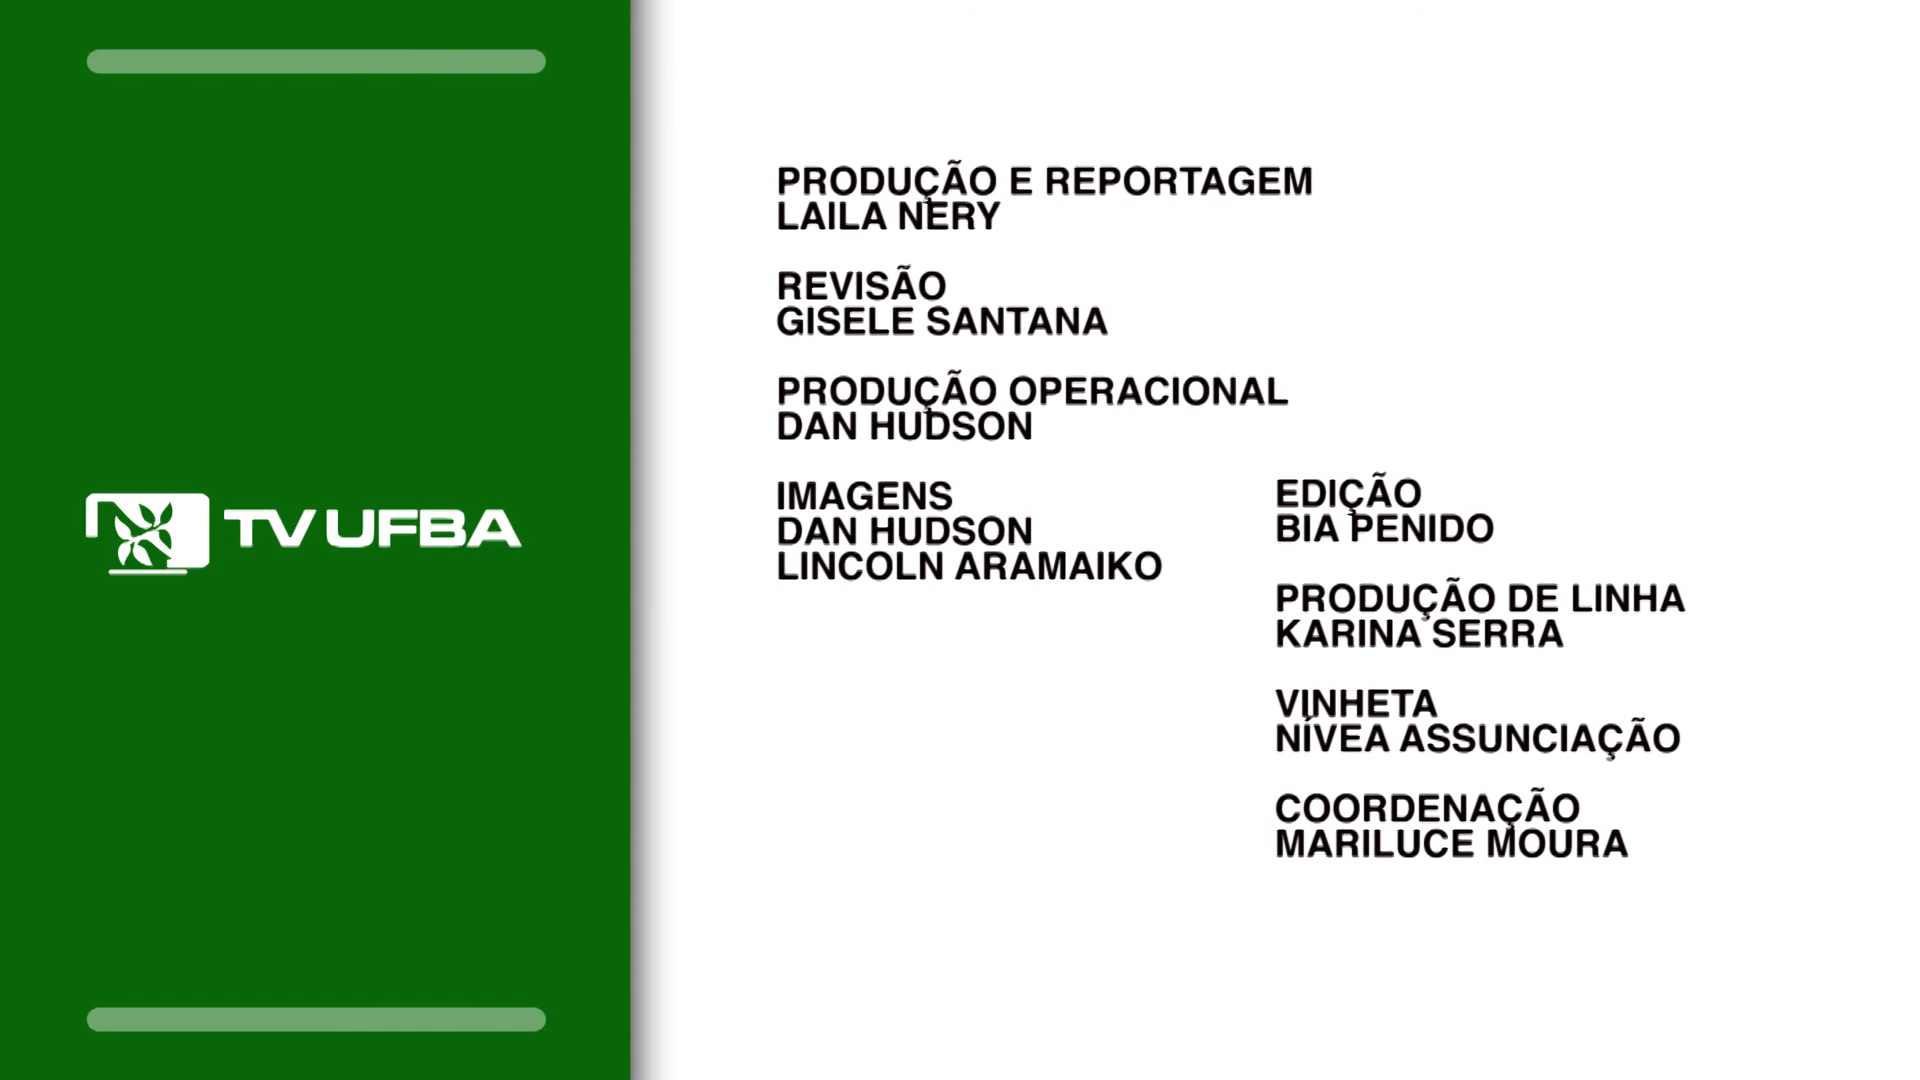 TV UFBA
PRODUÇÃO E REPORTAGEM
LAILA NERY
REVISÃO
GISELE SANTANA
PRODUÇÃO OPERACIONAL
DAN HUDSON
IMAGENS
DAN HUDSON
LINCOLN ARAMAIKO
EDIÇÃO
BIA PENIDO
PRODUÇÃO DE LINHA
KARINA SERRA
VINHETA
NÍVEA ASSUNCIAÇÃO
COORDENAÇÃO
MARILUCE MOURA